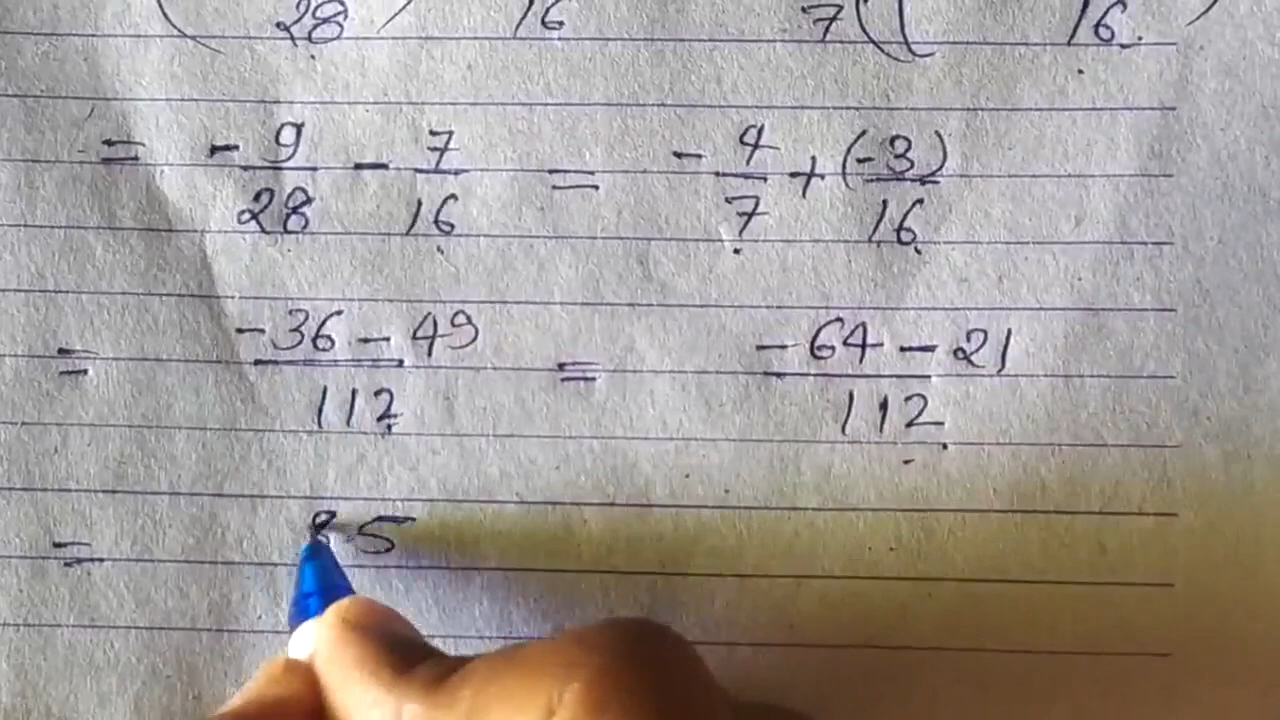 28 ) 16 7 ( ( 16 )
= - 9/28 - 7/16 = - 4/7 + (-3)/16
= -36 - 49 / 112 = -64 - 21 / 112
= 85